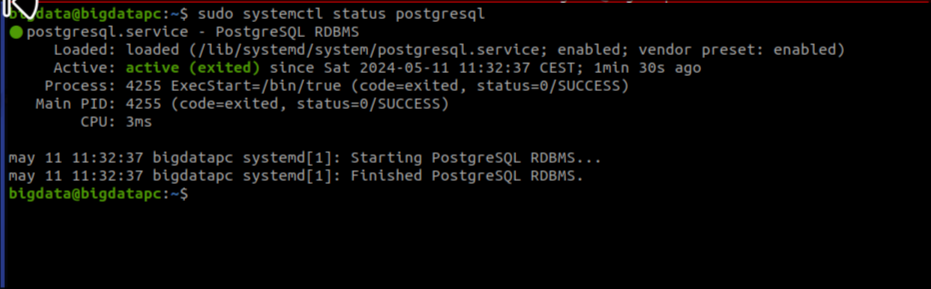 bigdata@bigdatapc:~$ sudo systemctl status postgresql
● postgresql.service - PostgreSQL RDBMS
Loaded: loaded (/lib/systemd/system/postgresql.service; enabled; vendor preset: enabled)
Active: active (exited) since Sat 2024-05-11 11:32:37 CEST; 1min 30s ago
Process: 4255 ExecStart=/bin/true (code=exited, status=0/SUCCESS)
Main PID: 4255 (code=exited, status=0/SUCCESS)
CPU: 3ms
may 11 11:32:37 bigdatapc systemd[1]: Starting PostgreSQL RDBMS...
may 11 11:32:37 bigdatapc systemd[1]: Finished PostgreSQL RDBMS.
bigdata@bigdatapc:~$